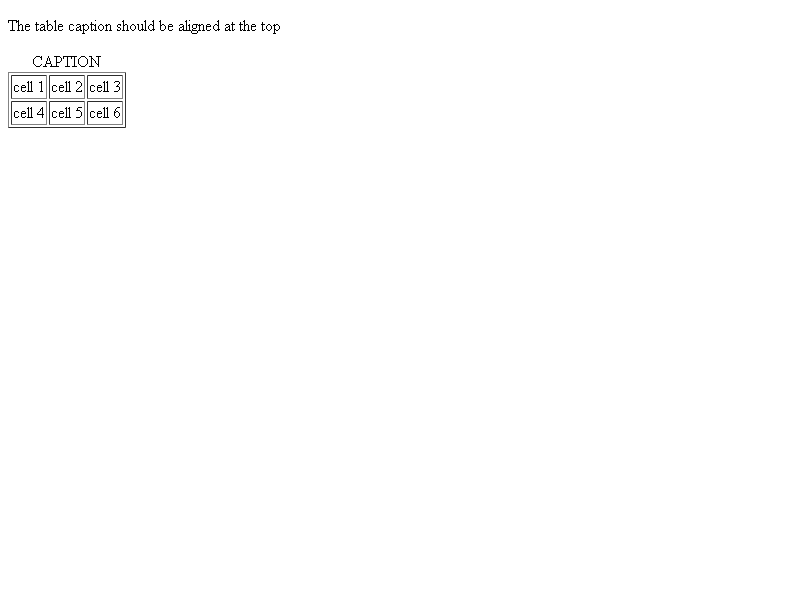 The table caption should be aligned at the top
CAPTION
cell 1 cell 2 cell 3
cell 4 cell 5 cell 6